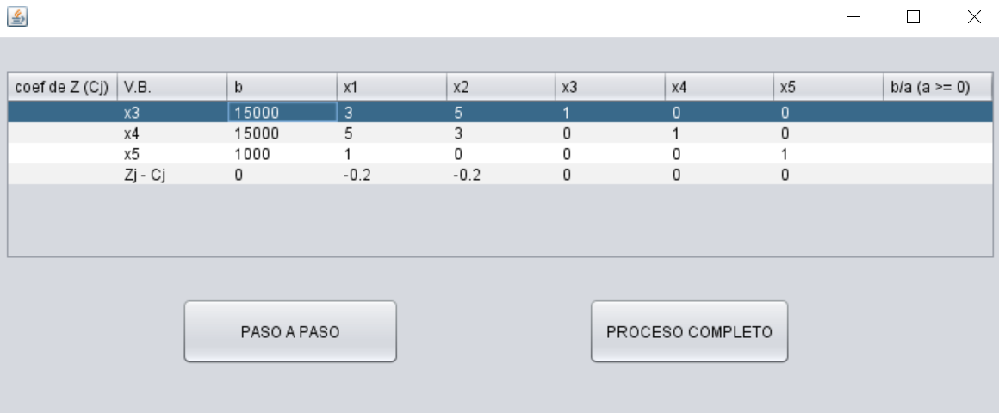 coef de Z (Cj) V.B. b x1 x2 x3 x4 x5 b/a (a >= 0)
x3 15000 3 5 1 0 0
x4 15000 5 3 0 1 0
x5 1000 1 0 0 0 1
Zj - Cj 0 -0.2 -0.2 0 0 0
PASO A PASO PROCESO COMPLETO